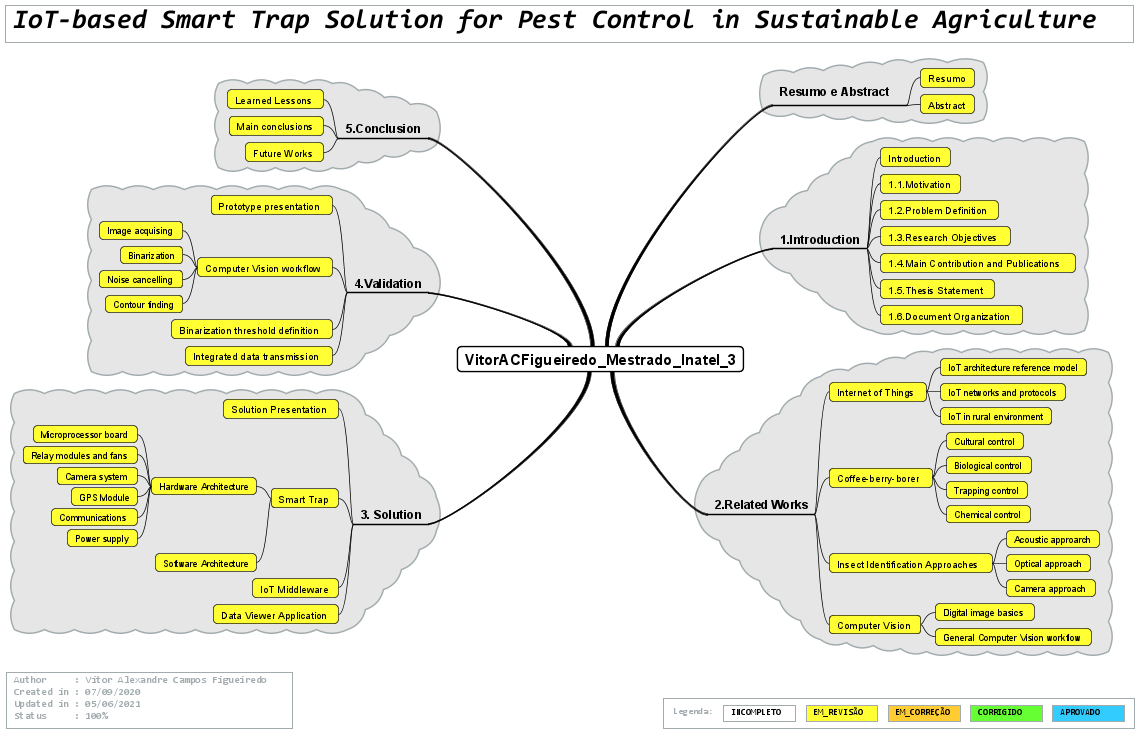 IoT-based Smart Trap Solution for Pest Control in Sustainable Agriculture
VitorACFigueiredo_Mestrado_Inatel_3
Resumo e Abstract
Resumo
Abstract
1.Introduction
Introduction
1.1.Motivation
1.2.Problem Definition
1.3.Research Objectives
1.4.Main Contribution and Publications
1.5.Thesis Statement
1.6.Document Organization
2.Related Works
Internet of Things
IoT architecture reference model
IoT networks and protocols
IoT in rural environment
Coffee-berry-borer
Cultural control
Biological control
Trapping control
Chemical control
Insect Identification Approaches
Acoustic approarch
Optical approach
Camera approach
Computer Vision
Digital image basics
General Computer Vision workflow
3. Solution
Solution Presentation
Smart Trap
Hardware Architecture
Microprocessor board
Relay modules and fans
Camera system
GPS Module
Communications
Power supply
Software Architecture
IoT Middleware
Data Viewer Application
4.Validation
Prototype presentation
Computer Vision workflow
Image acquising
Binarization
Noise cancelling
Contour finding
Binarization threshold definition
Integrated data transmission
5.Conclusion
Learned Lessons
Main conclusions
Future Works
Author : Vitor Alexandre Campos Figueiredo
Created in : 07/09/2020
Updated in : 05/06/2021
Status : 100%
Legenda: INCOMPLETO EM_REVISÃO EM_CORREÇÃO CORRIGIDO APROVADO